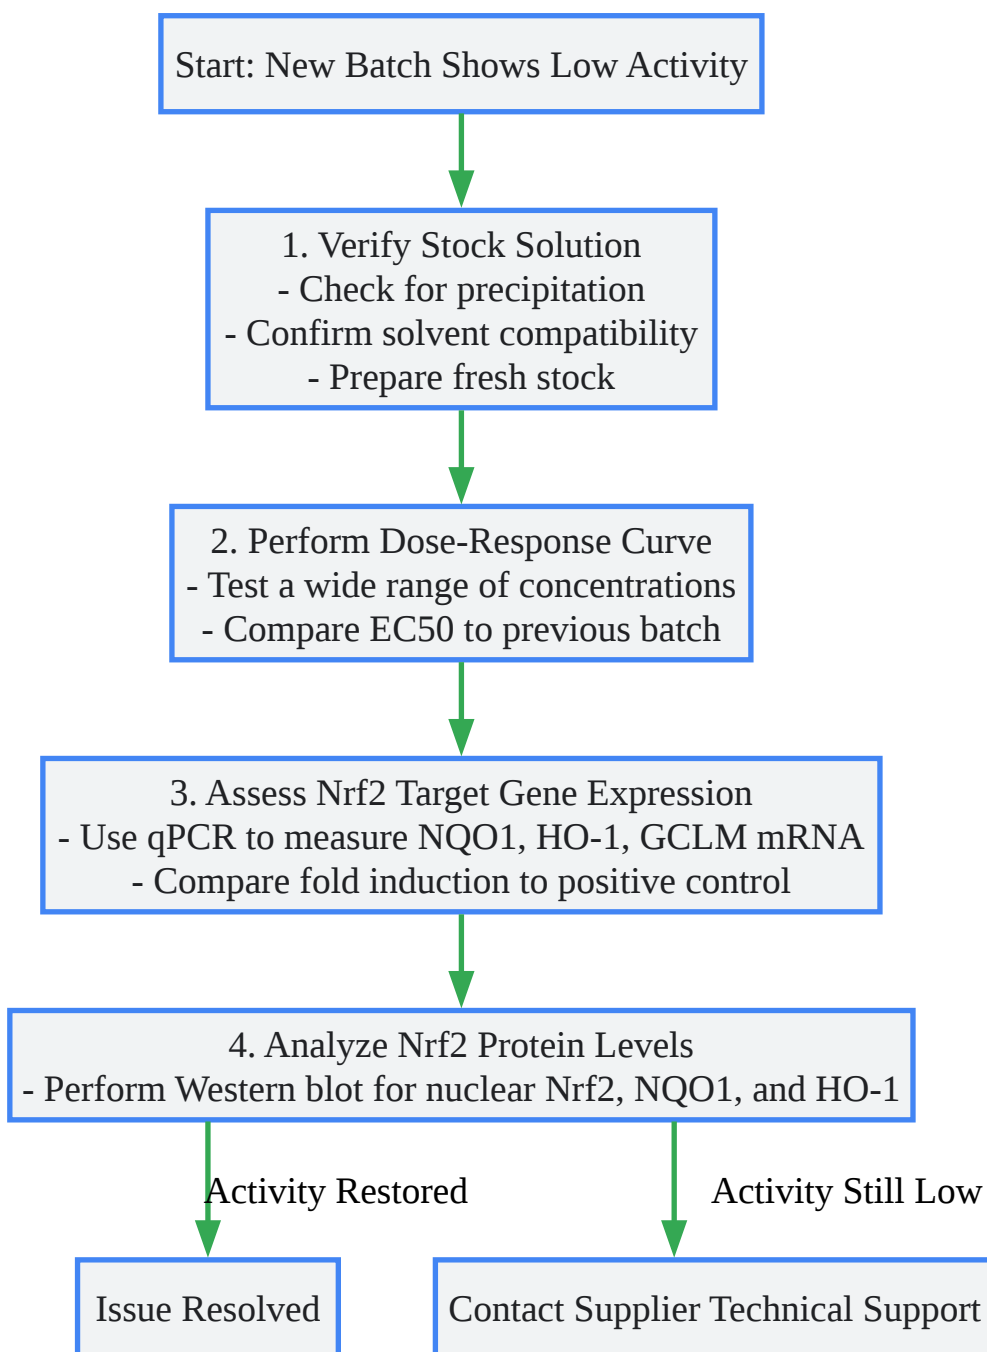 Start: New Batch Shows Low Activity
1. Verify Stock Solution
- Check for precipitation
- Confirm solvent compatibility
- Prepare fresh stock
2. Perform Dose-Response Curve
- Test a wide range of concentrations
- Compare EC50 to previous batch
3. Assess Nrf2 Target Gene Expression
- Use qPCR to measure NQO1, HO-1, GCLM mRNA
- Compare fold induction to positive control
4. Analyze Nrf2 Protein Levels
- Perform Western blot for nuclear Nrf2, NQO1, and HO-1
Activity Restored
Activity Still Low
Issue Resolved
Contact Supplier Technical Support